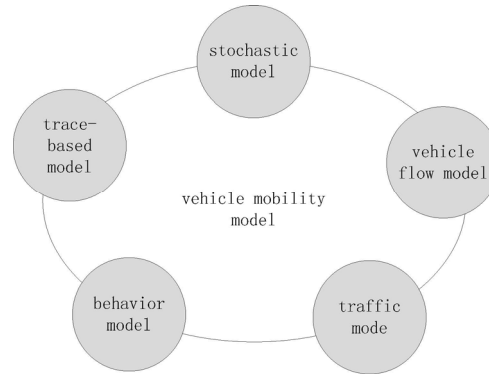 stochastic
model
trace-
based
model
vehicle
flow model
vehicle mobility
model
behavior
model
traffic
mode